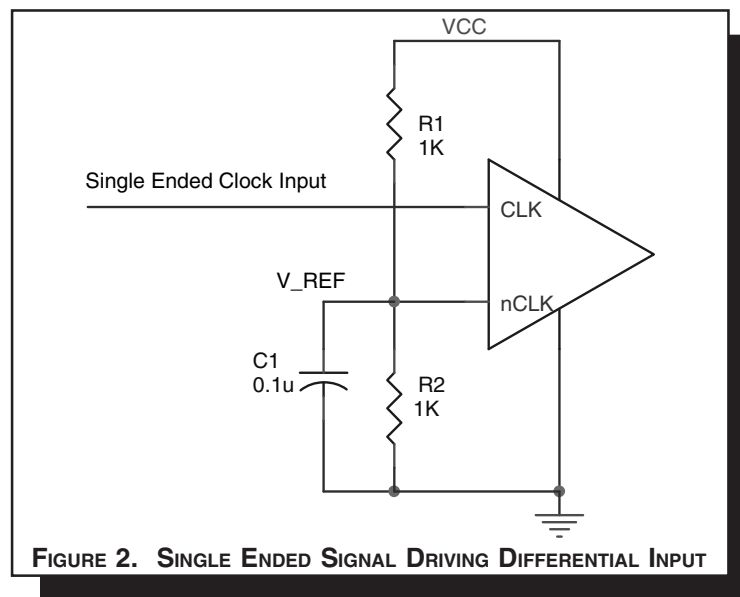 VCC
R1
1K
Single Ended Clock Input
CLK
V_REF
nCLK
C1
0.1u
R2
1K
FIGURE 2. SINGLE ENDED SIGNAL DRIVING DIFFERENTIAL INPUT